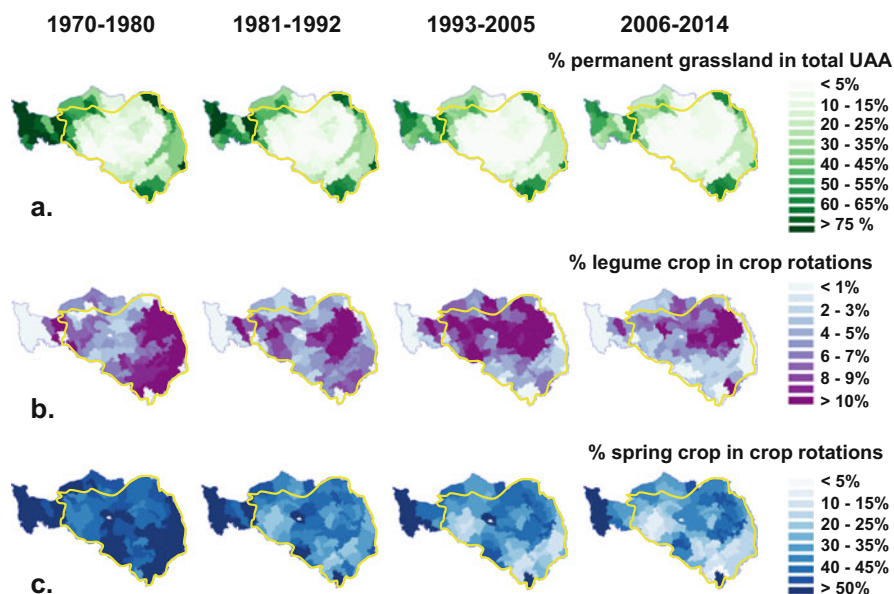 1970-1980 1981-1992 1993-2005 2006-2014
% permanent grassland in total UAA
< 5%
10 - 15%
20 - 25%
30 - 35%
40 - 45%
50 - 55%
60 - 65%
> 75 %
a.
% legume crop in crop rotations
< 1%
2 - 3%
4 - 5%
6 - 7%
8 - 9%
> 10%
b.
% spring crop in crop rotations
< 5%
10 - 15%
20 - 25%
30 - 35%
40 - 45%
> 50%
c.